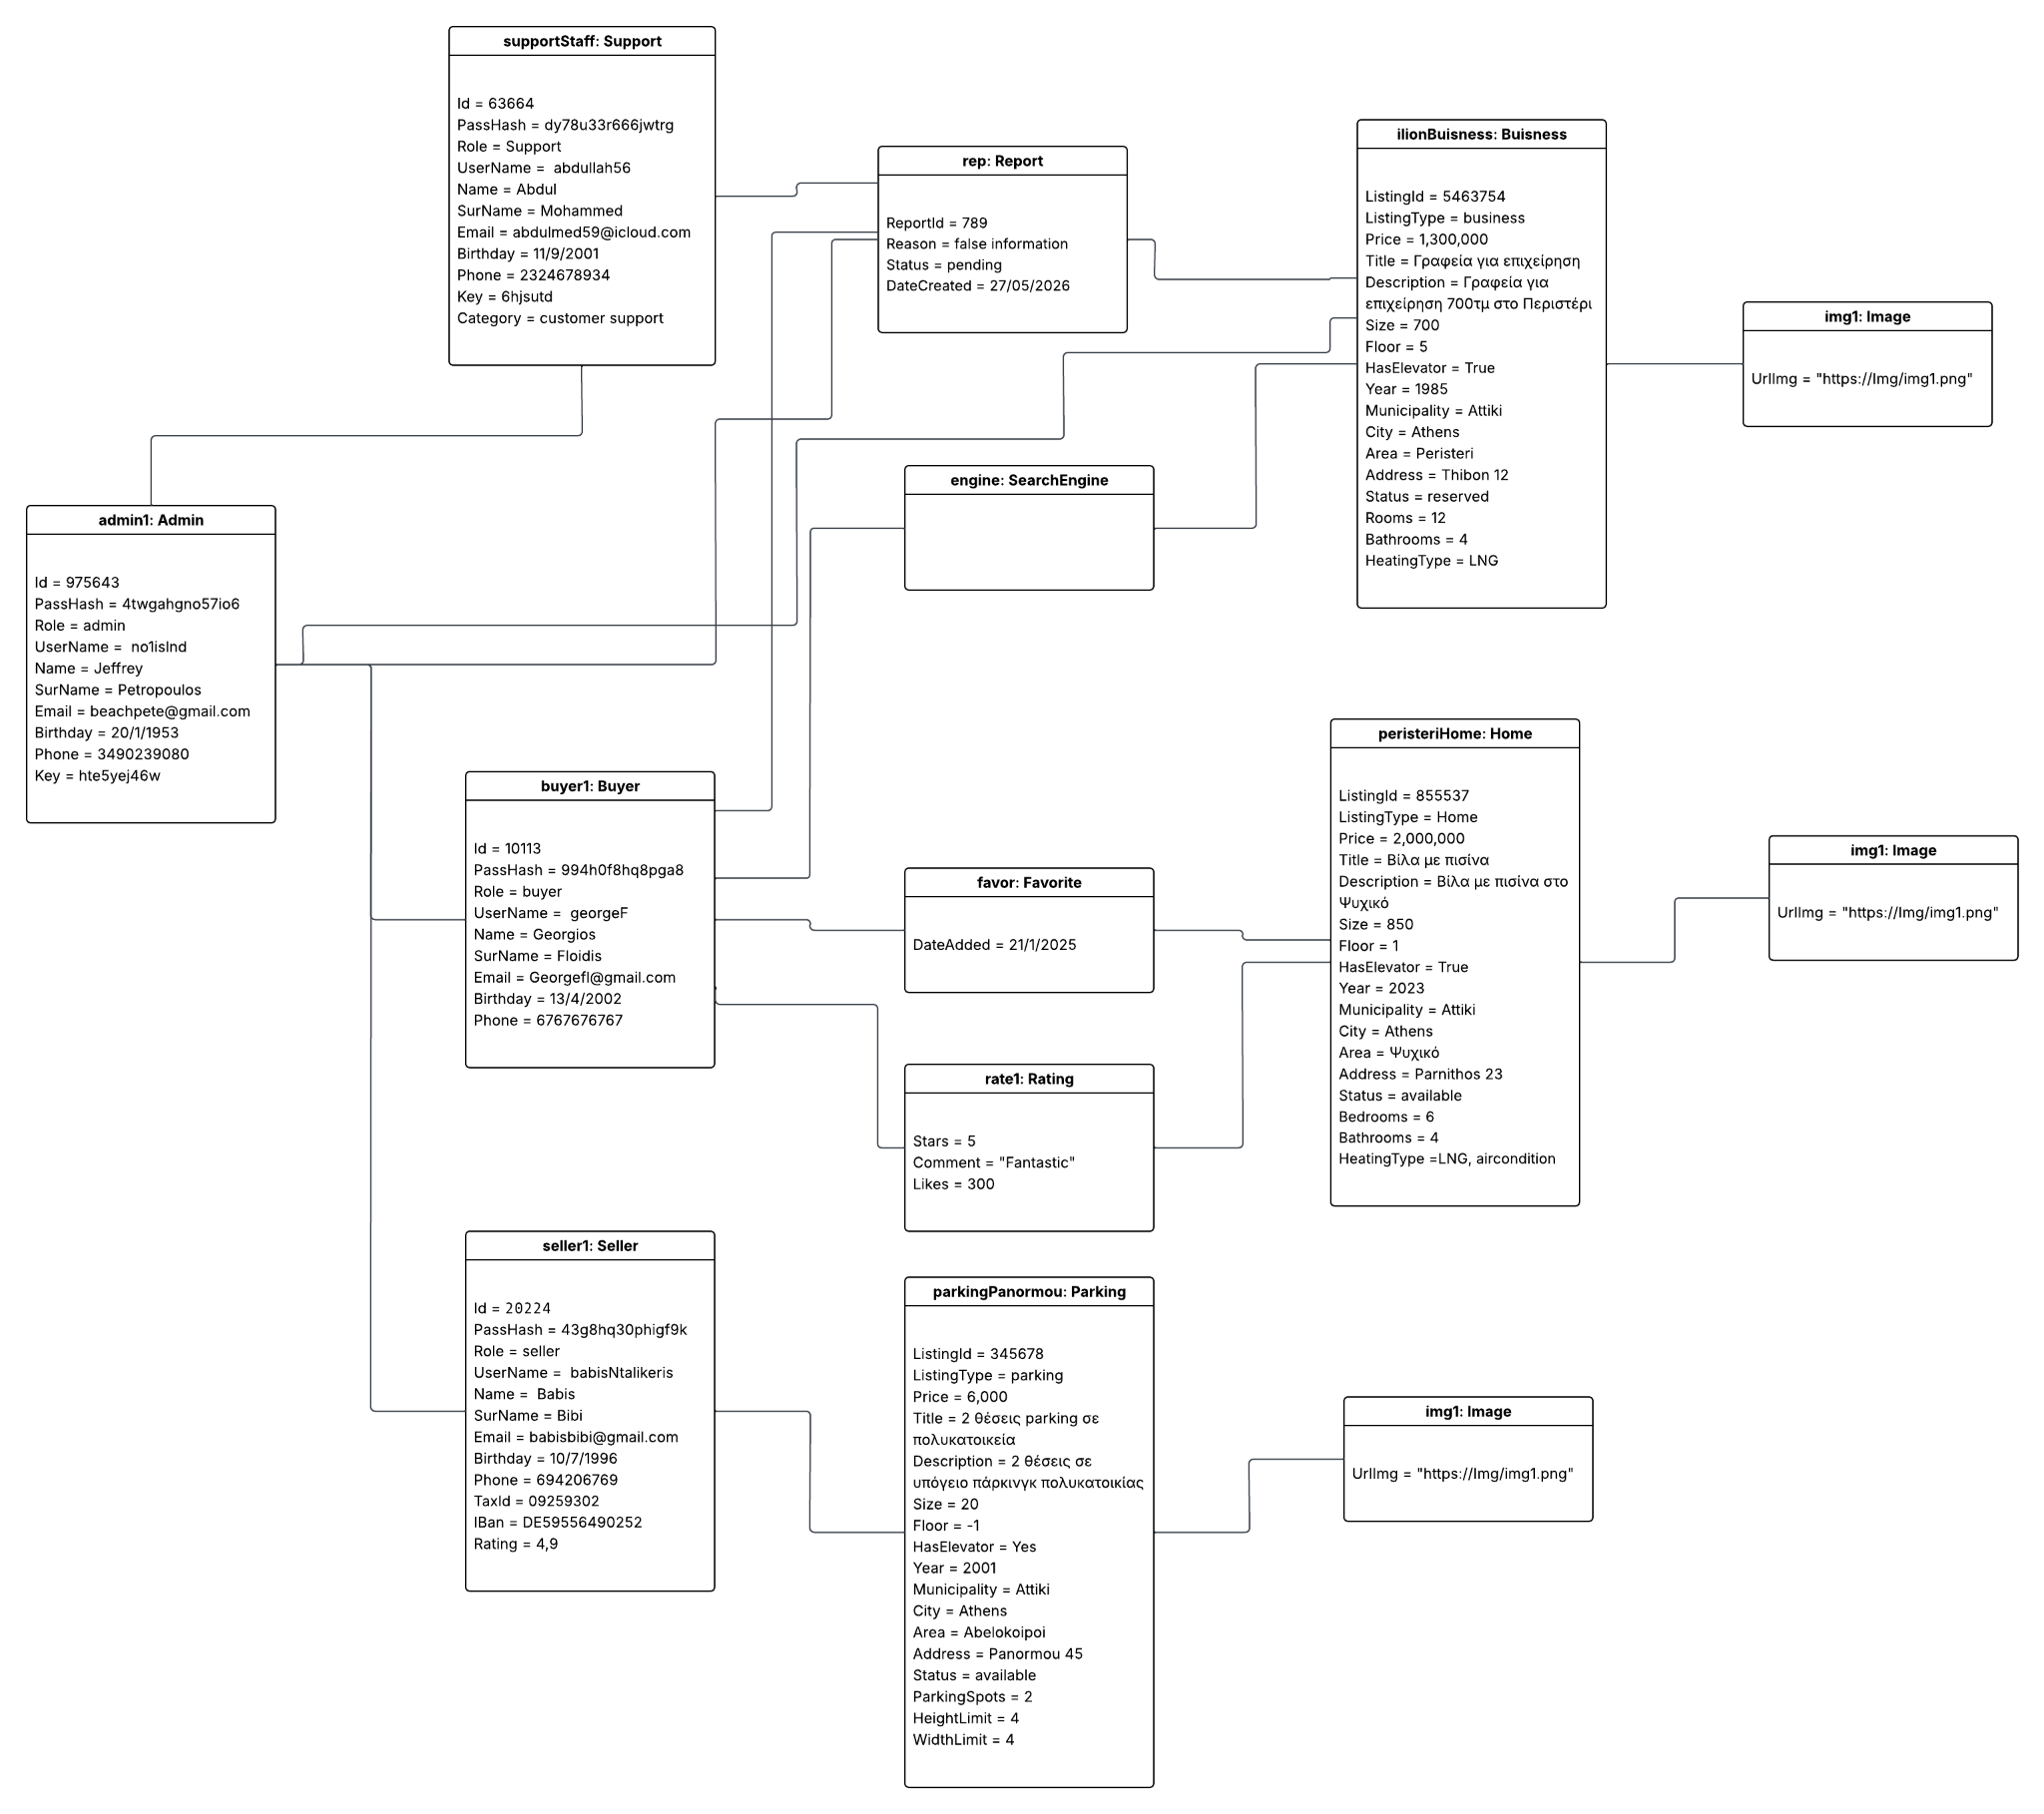 supportStaff: Support
Id = 63664
PassHash = dy78u33r666jwtrg
Role = Support
UserName =  abdullah56
Name = Abdul
SurName = Mohammed
Email = abdulmed59@icloud.com
Birthday = 11/9/2001
Phone = 2324678934
Key = 6hjsutd
Category = customer support
rep: Report
ReportId = 789
Reason = false information
Status = pending
DateCreated = 27/05/2026
ilionBuisness: Buisness
ListingId = 5463754
ListingType = business
Price = 1,300,000
Title = Γραφεία για επιχείρηση
Description = Γραφεία για
επιχείρηση 700τμ στο Περιστέρι
Size = 700
Floor = 5
HasElevator = True
Year = 1985
Municipality = Attiki
City = Athens
Area = Peristeri
Address = Thibon 12
Status = reserved
Rooms = 12
Bathrooms = 4
HeatingType = LNG
img1: Image
UrlImg = "https://Img/img1.png"
engine: SearchEngine
admin1: Admin
Id = 975643
PassHash = 4twgahgno57io6
Role = admin
UserName =  no1islnd
Name = Jeffrey
SurName = Petropoulos
Email = beachpete@gmail.com
Birthday = 20/1/1953
Phone = 3490239080
Key = hte5yej46w
buyer1: Buyer
Id = 10113
PassHash = 994h0f8hq8pga8
Role = buyer
UserName =  georgeF
Name = Georgios
SurName = Floidis
Email = Georgefl@gmail.com
Birthday = 13/4/2002
Phone = 6767676767
favor: Favorite
DateAdded = 21/1/2025
rate1: Rating
Stars = 5
Comment = "Fantastic"
Likes = 300
peristeriHome: Home
ListingId = 855537
ListingType = Home
Price = 2,000,000
Title = Βίλα με πισίνα
Description = Βίλα με πισίνα στο
Ψυχικό
Size = 850
Floor = 1
HasElevator = True
Year = 2023
Municipality = Attiki
City = Athens
Area = Ψυχικό
Address = Parnithos 23
Status = available
Bedrooms = 6
Bathrooms = 4
HeatingType =LNG, aircondition
img1: Image
UrlImg = "https://Img/img1.png"
seller1: Seller
Id = 20224
PassHash = 43g8hq30phigf9k
Role = seller
UserName =  babisNtalikeris
Name =  Babis
SurName = Bibi
Email = babisbibi@gmail.com
Birthday = 10/7/1996
Phone = 694206769
TaxId = 09259302
IBan = DE59556490252
Rating = 4,9
parkingPanormou: Parking
ListingId = 345678
ListingType = parking
Price = 6,000
Title = 2 θέσεις parking σε
πολυκατοικεία
Description = 2 θέσεις σε
υπόγειο πάρκινγκ πολυκατοικίας
Size = 20
Floor = -1
HasElevator = Yes
Year = 2001
Municipality = Attiki
City = Athens
Area = Abelokoipoi
Address = Panormou 45
Status = available
ParkingSpots = 2
HeightLimit = 4
WidthLimit = 4
img1: Image
UrlImg = "https://Img/img1.png"